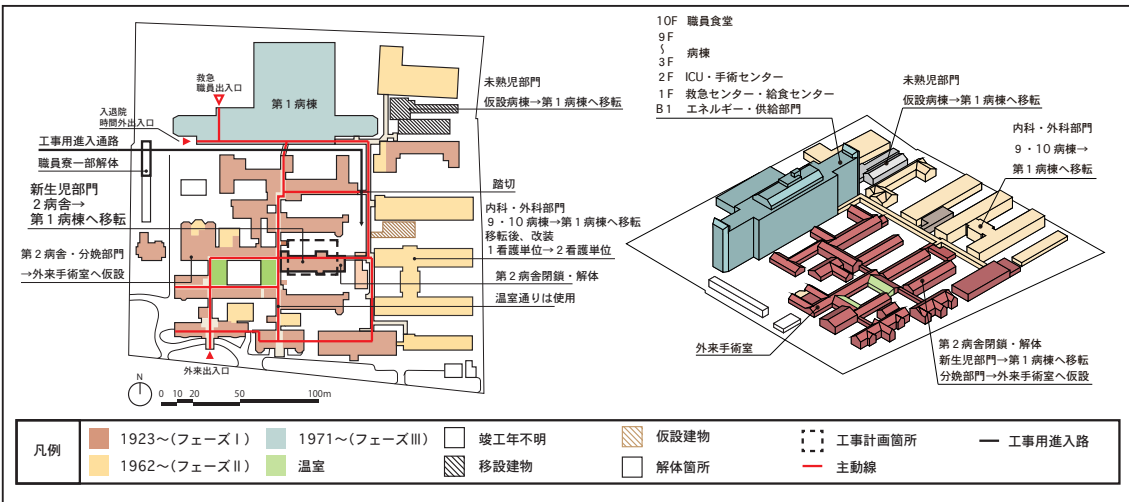 救急
職員出入口
第1病棟
入退院
時間外出入口
工事用進入通路
職員寮一部解体
新生児部門
2病舎→
第1病棟へ移転
第2病舎・分娩部門
→外来手術室へ仮設
未熟児部門
仮設病棟→第1病棟へ移転
踏切
内科・外科部門
9・10病棟→第1病棟へ移転
移転後、改装
1看護単位→2看護単位
第2病舎閉鎖・解体
温室通りは使用
外来出入口
N
0 10 20 50 100m
10F 職員食堂
9F
~
3F 病棟
2F ICU・手術センター
1F 救急センター・給食センター
B1 エネルギー・供給部門
未熟児部門
仮設病棟→第1病棟へ移転
内科・外科部門
9・10病棟→
第1病棟へ移転
外来手術室
第2病舎閉鎖・解体
新生児部門→第1病棟へ移転
分娩部門→外来手術室へ仮設
凡例
1923~(フェーズⅠ)
1971~(フェーズⅢ)
竣工年不明
仮設建物
工事計画箇所
工事用進入路
1962~(フェーズⅡ)
温室
移設建物
解体箇所
主動線